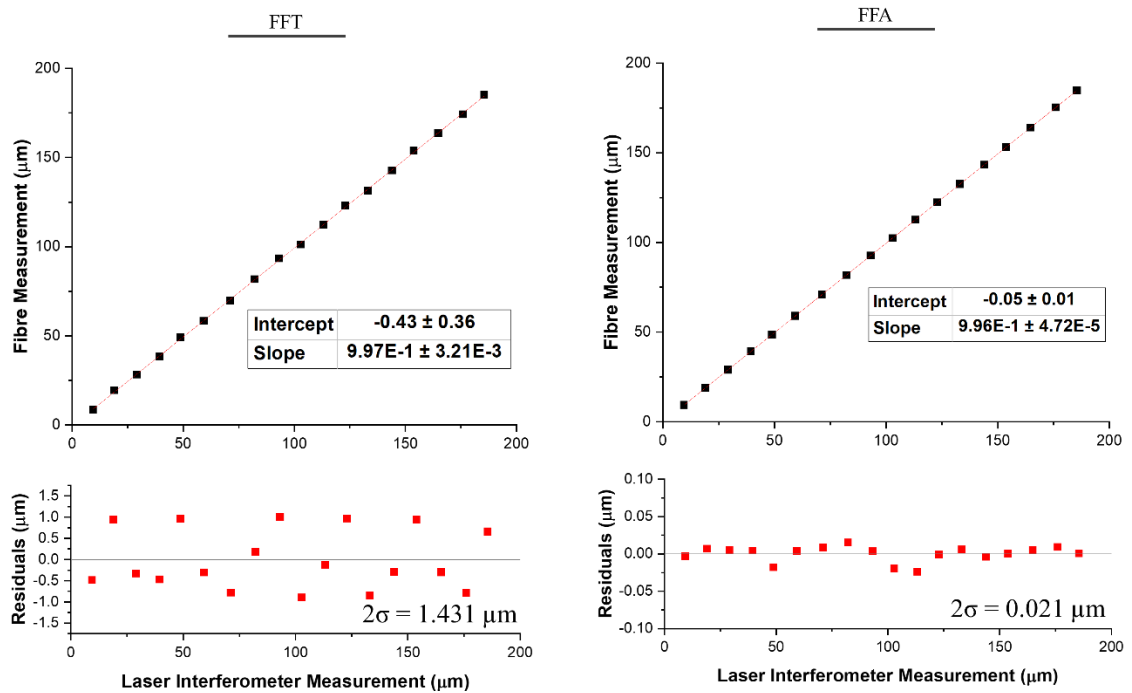 FFT
200
150
100
50
0
Fibre Measurement (μm)
Intercept -0.43 ± 0.36
Slope 9.97E-1 ± 3.21E-3
0 50 100 150 200
1.5
1.0
0.5
0.0
-0.5
-1.0
-1.5
Residuals (μm)
2σ = 1.431 μm
0 50 100 150 200
Laser Interferometer Measurement (μm)
FFA
200
150
100
50
0
Fibre Measurement (μm)
Intercept -0.05 ± 0.01
Slope 9.96E-1 ± 4.72E-5
0 50 100 150 200
0.10
0.05
0.00
-0.05
-0.10
Residuals (μm)
2σ = 0.021 μm
0 50 100 150 200
Laser Interferometer Measurement (μm)